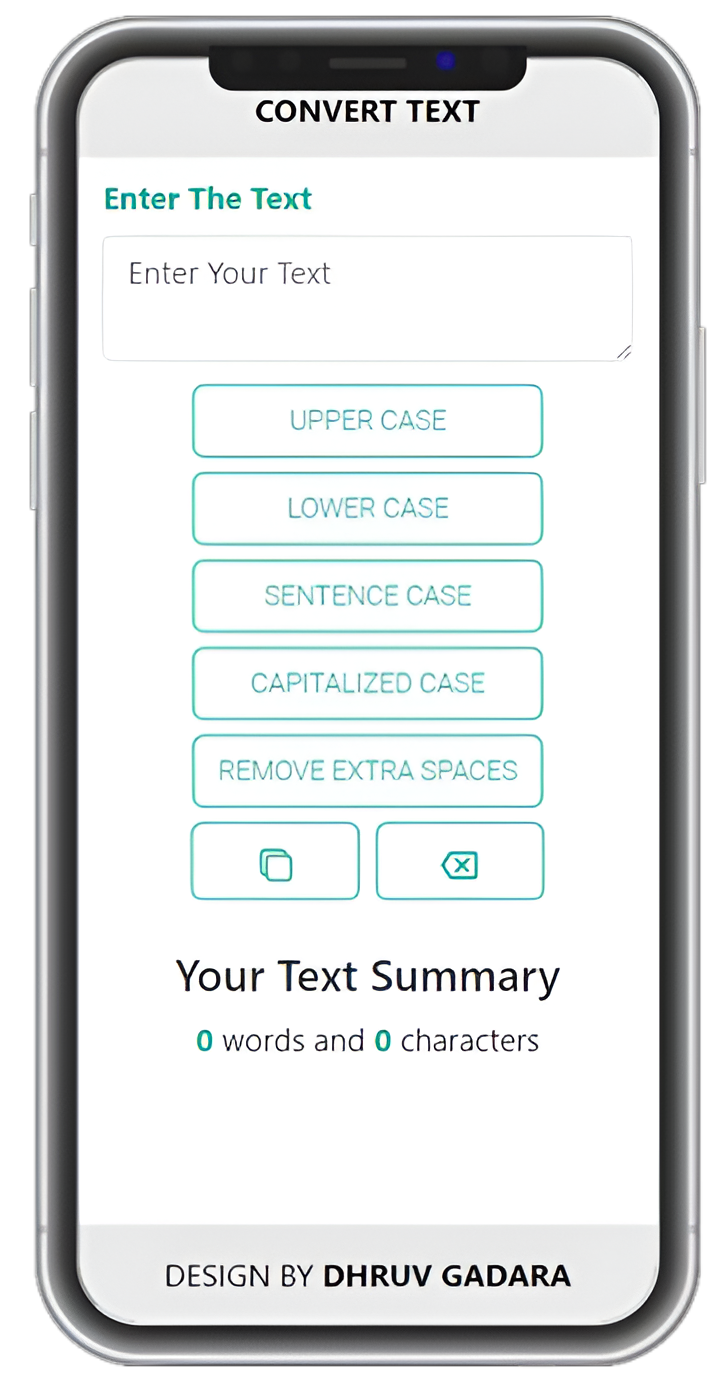 CONVERT TEXT
Enter The Text
Enter Your Text
UPPER CASE
LOWER CASE
SENTENCE CASE
CAPITALIZED CASE
REMOVE EXTRA SPACES
Your Text Summary
0 words and 0 characters
DESIGN BY DHRUV GADARA